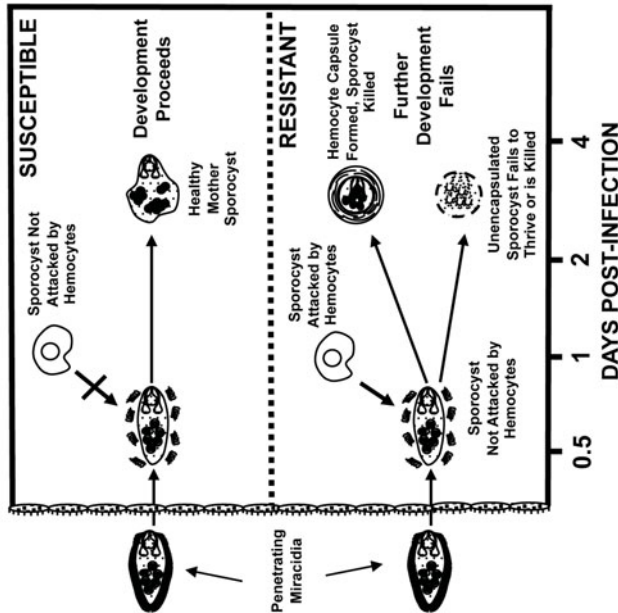 SUSCEPTIBLE
Sporocyst Not
Attacked by
Hemocytes
Development
Proceeds
Healthy
Mother
Sporocyst
Penetrating
Miracidia
RESISTANT
Sporocyst
Attacked by
Hemocytes
Hemocyte Capsule
Formed, Sporocyst
Killed
Further
Development
Fails
Sporocyst
Not Attacked by
Hemocytes
Unencapsulated
Sporocyst Fails to
Thrive or is Killed
0.5 1 2 4
DAYS POST-INFECTION